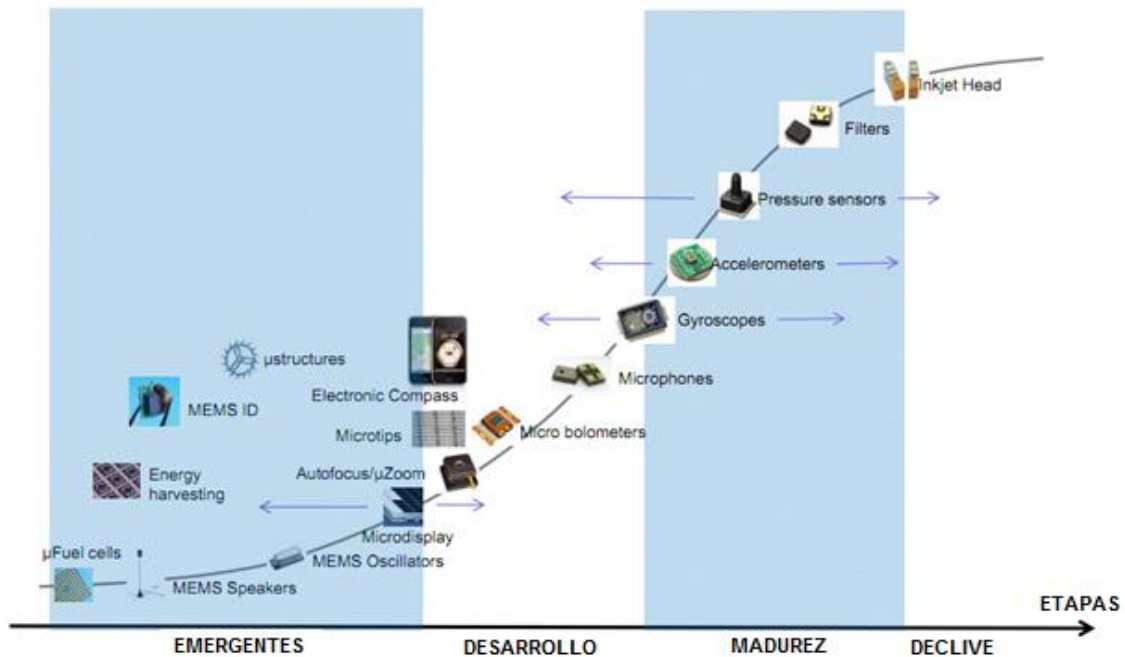 Inkjet Head
Filters
Pressure sensors
Accelerometers
Gyroscopes
µstructures
Microphones
Electronic Compass
MEMS ID
Microtips
Micro bolometers
Autofocus/µZoom
Energy
harvesting
Microdisplay
µFuel cells
MEMS Oscillators
MEMS Speakers
ETAPAS
EMERGENTES
DESARROLLO
MADUREZ
DECLIVE